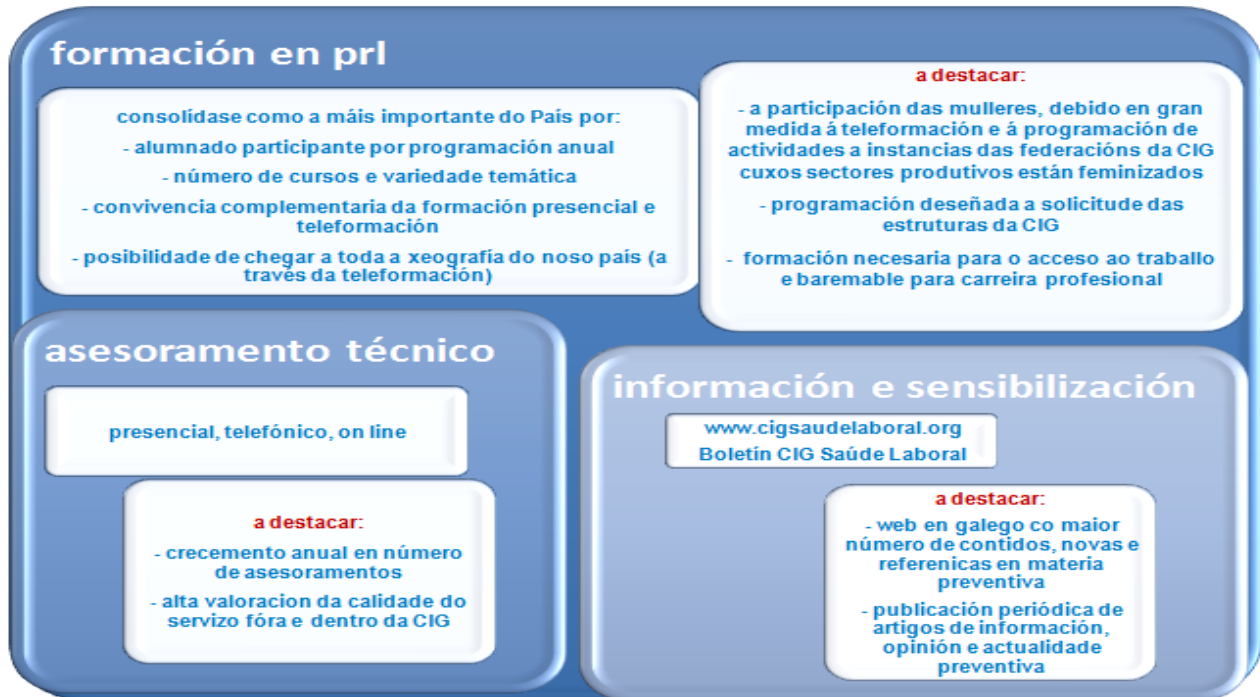 formación en prl
consolídase como a máis importante do País por:
- alumnado participante por programación anual
- número de cursos e variedade temática
- convivencia complementaria da formación presencial e
teleformación
- posibilidade de chegar a toda a xeografía do noso país (a
través da teleformación)
a destacar:
- a participación das mulleres, debido en gran
medida á teleformación e á programación de
actividades a instancias das federacións da CIG
cuxos sectores produtivos están feminizados
- programación deseñada a solicitude das
estruturas da CIG
- formación necesaria para o acceso ao traballo
e baremable para carreira profesional
asesoramento técnico
presencial, telefónico, on line
a destacar:
- crecemento anual en número
de asesoramentos
- alta valoracion da calidade do
servizo fóra e dentro da CIG
información e sensibilización
www.cigsaudelaboral.org
Boletín CIG Saúde Laboral
a destacar:
- web en galego co maior
número de contidos, novas e
referenicas en materia
preventiva
- publicación periódica de
artigos de información,
opinión e actualidade
preventiva